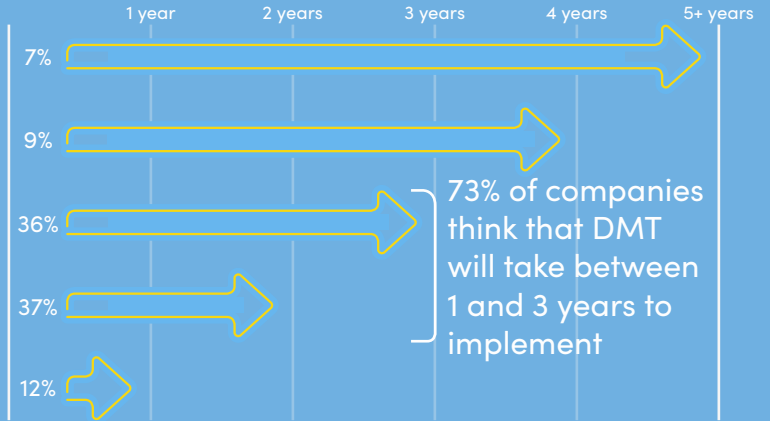 1 year 2 years 3 years 4 years 5+ years
7%
9%
36%
37%
12%
73% of companies
think that DMT
will take between
1 and 3 years to
implement